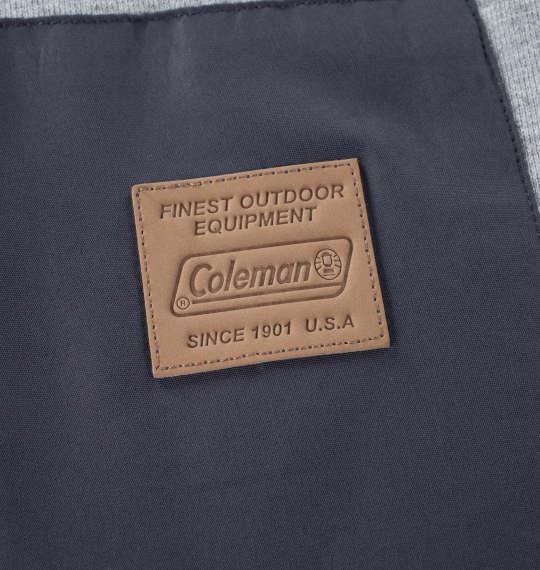 FINEST OUTDOOR
EQUIPMENT
Coleman
®
SINCE 1901 U.S.A